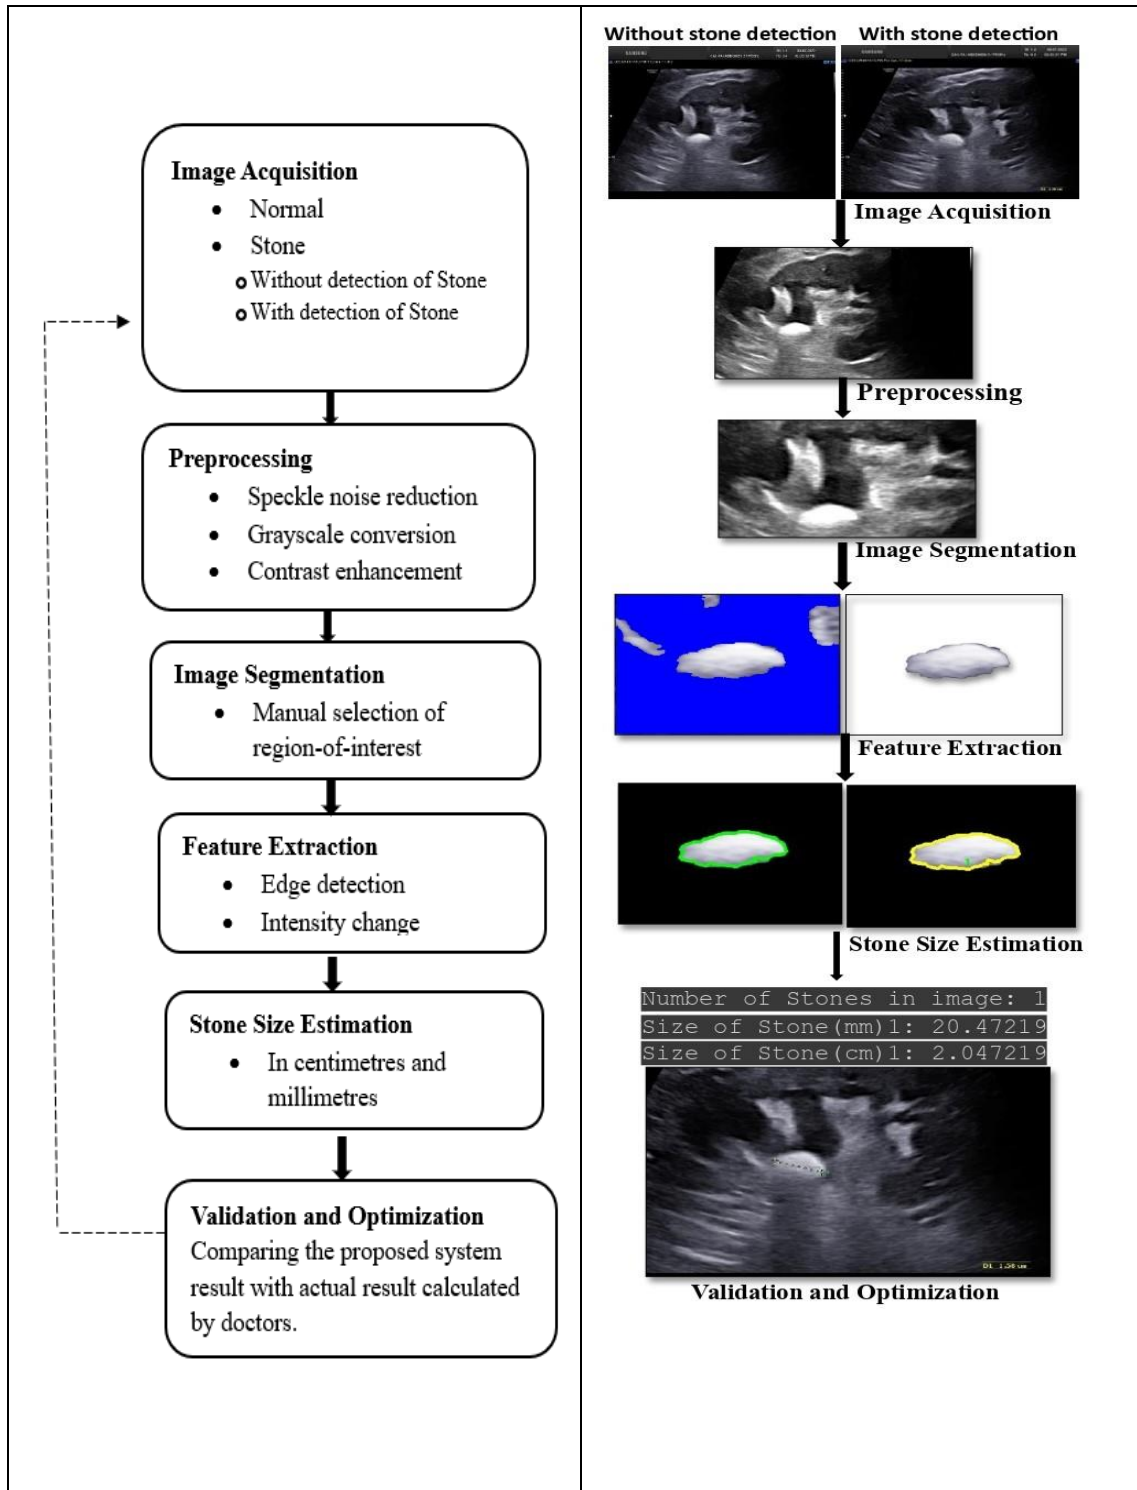 Image Acquisition
• Normal
• Stone
Without detection of Stone
With detection of Stone
Preprocessing
• Speckle noise reduction
• Grayscale conversion
• Contrast enhancement
Image Segmentation
• Manual selection of
region-of-interest
Feature Extraction
• Edge detection
• Intensity change
Stone Size Estimation
• In centimetres and
millimetres
Validation and Optimization
Comparing the proposed system
result with actual result calculated
by doctors.
Without stone detection
With stone detection
SAMSUNG
SAMSUNG
Image Acquisition
Preprocessing
Image Segmentation
Feature Extraction
1
Stone Size Estimation
Number of Stones in image: 1
Size of Stone(mm)1: 20.47219
Size of Stone(cm)1: 2.047219
D1
Validation and Optimization